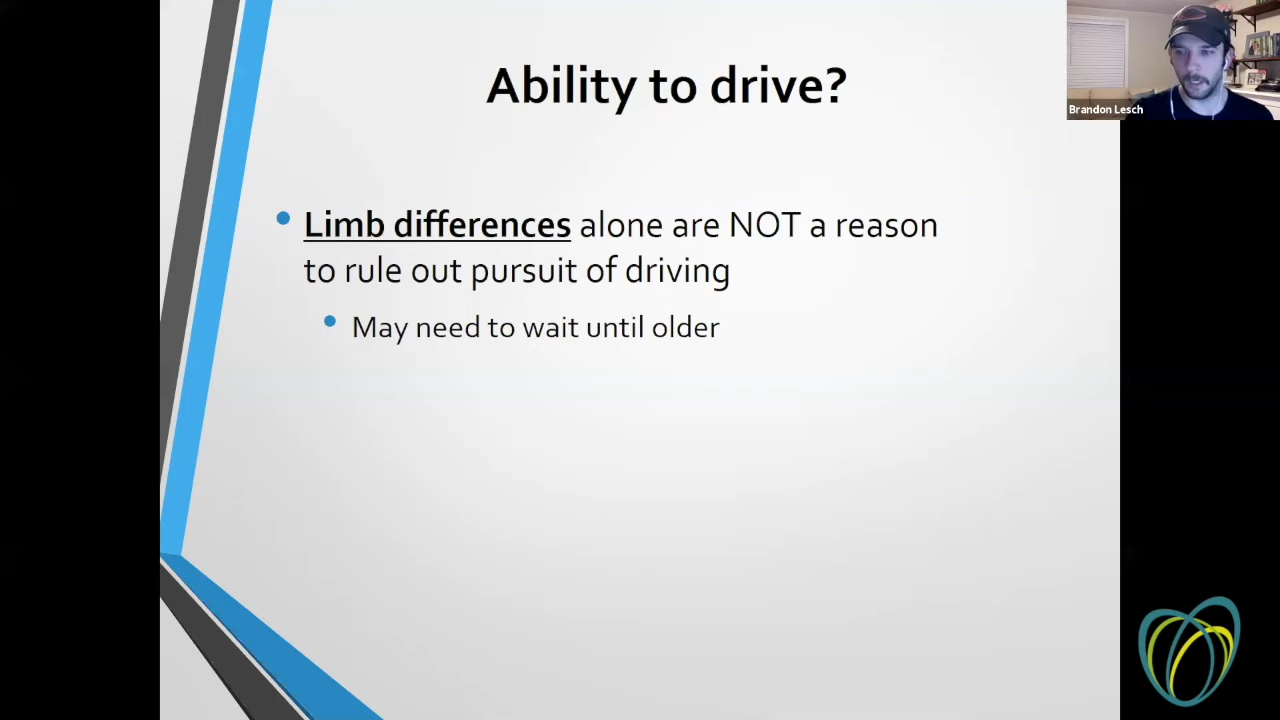 Ability to drive?
Brandon Lesch
Limb differences alone are NOT a reason
to rule out pursuit of driving
May need to wait until older